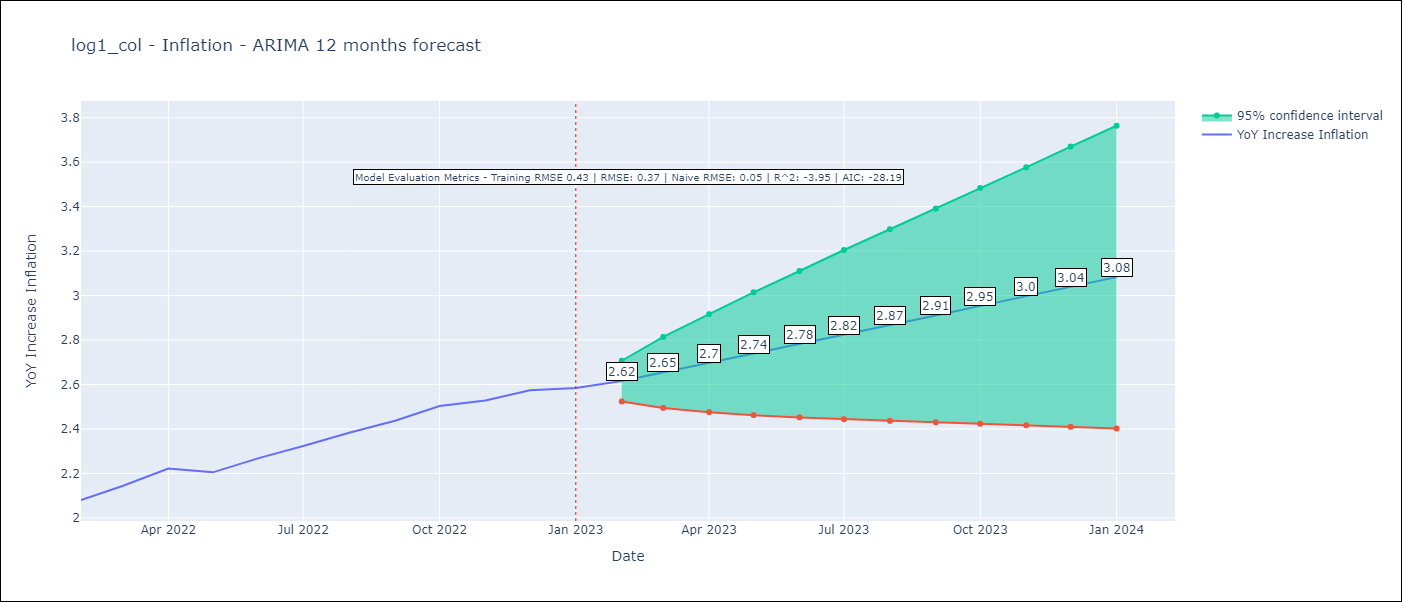 log1_col - Inflation - ARIMA 12 months forecast
95% confidence interval
YoY Increase Inflation
Model Evaluation Metrics - Training RMSE 0.43 | RMSE: 0.37 | Naive RMSE: 0.05 | R^2: -3.95 | AIC: -28.19
YoY Increase Inflation
3.8
3.6
3.4
3.2
3
2.8
2.6
2.4
2.2
2
2.62
2.65
2.7
2.74
2.78
2.82
2.87
2.91
2.95
3.0
3.04
3.08
Apr 2022
Jul 2022
Oct 2022
Jan 2023
Apr 2023
Jul 2023
Oct 2023
Jan 2024
Date